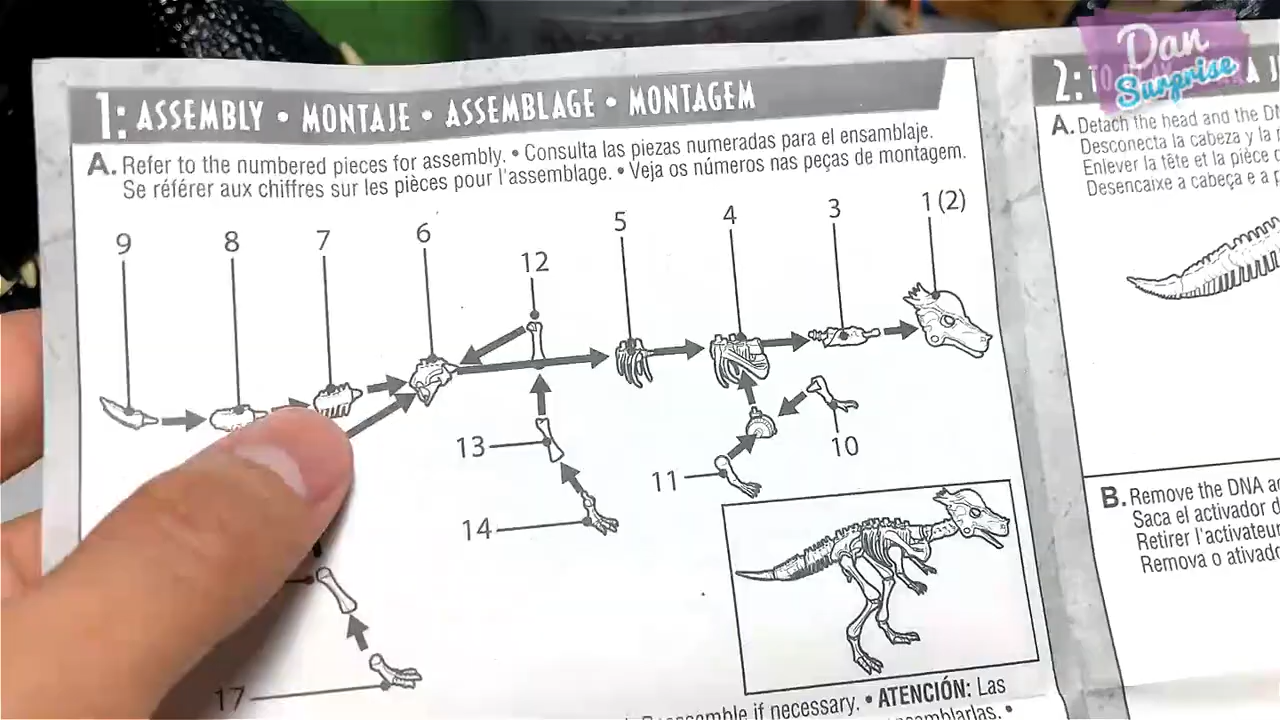 Dan
Surprise
1: ASSEMBLY • MONTAJE • ASSEMBLAGE • MONTAGEM
A. Refer to the numbered pieces for assembly. • Consulta las piezas numeradas para el ensamblaje.
Se référer aux chiffres sur les pièces pour l'assemblage. • Veja os números nas peças de montagem.
9
8
7
6
12
5
4
3
1 (2)
13
10
11
14
17
if necessary. • ATENCIÓN: Las
2:
A. Detach the head and the
Desconecta la cabeza y la
Enlever la tête et la pièce
Desencaixe a cabeça e a
B. Remove the DNA
Saca el activador
Retirer l'activateur
Remova o